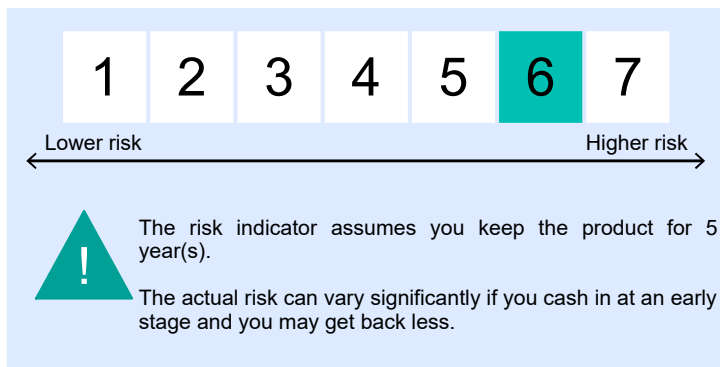 1 2 3 4 5 6 7
Lower risk Higher risk
!
The risk indicator assumes you keep the product for 5
year(s).
The actual risk can vary significantly if you cash in at an early
stage and you may get back less.